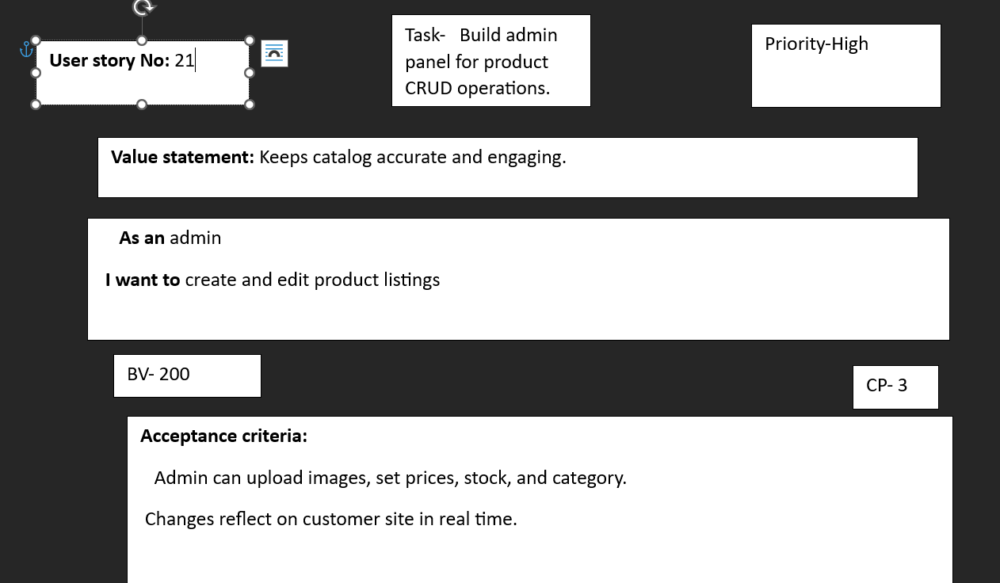 User story No: 21
Task-   Build admin
panel for product
CRUD operations.
Priority-High
Value statement: Keeps catalog accurate and engaging.
As an admin
I want to create and edit product listings
BV- 200
CP- 3
Acceptance criteria:
Admin can upload images, set prices, stock, and category.
Changes reflect on customer site in real time.